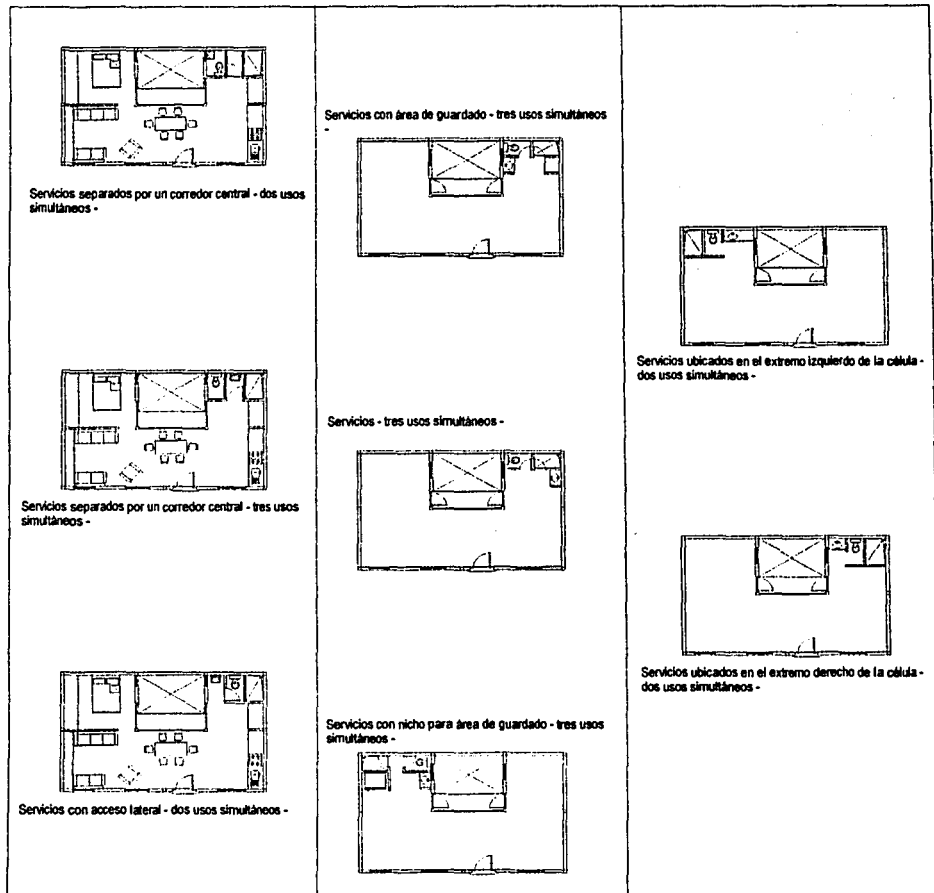 Servicios separados por un corredor central - dos usos
simultáneos -
Servicios separados por un corredor central - tres usos
simultáneos -
Servicios con acceso lateral - dos usos simultáneos -
Servicios con área de guardado - tres usos simultáneos
-
Servicios - tres usos simultáneos -
Servicios con nicho para área de guardado - tres usos
simultáneos -
Servicios ubicados en el extremo izquierdo de la célula -
dos usos simultáneos -
Servicios ubicados en el extremo derecho de la célula -
dos usos simultáneos -